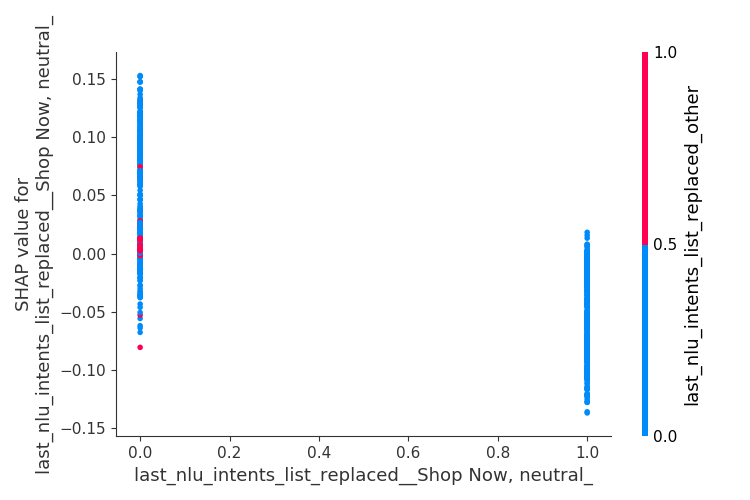 SHAP value for
last_nlu_intents_list_replaced__Shop Now, neutral_
0.15
0.10
0.05
0.00
−0.05
−0.10
−0.15
0.0 0.2 0.4 0.6 0.8 1.0
last_nlu_intents_list_replaced__Shop Now, neutral_
1.0
0.5
0.0
last_nlu_intents_list_replaced_other